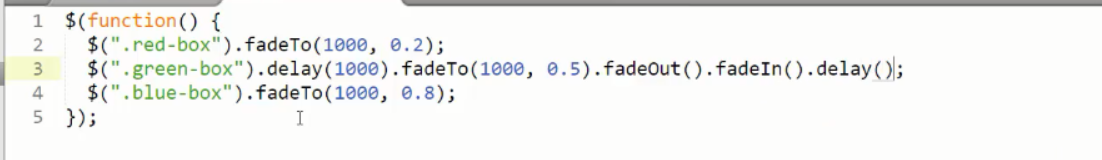 1 $(function() {
2 $(".red-box").fadeTo(1000, 0.2);
3 $(".green-box").delay(1000).fadeTo(1000, 0.5).fadeOut().fadeIn().delay();
4 $(".blue-box").fadeTo(1000, 0.8);
5 });